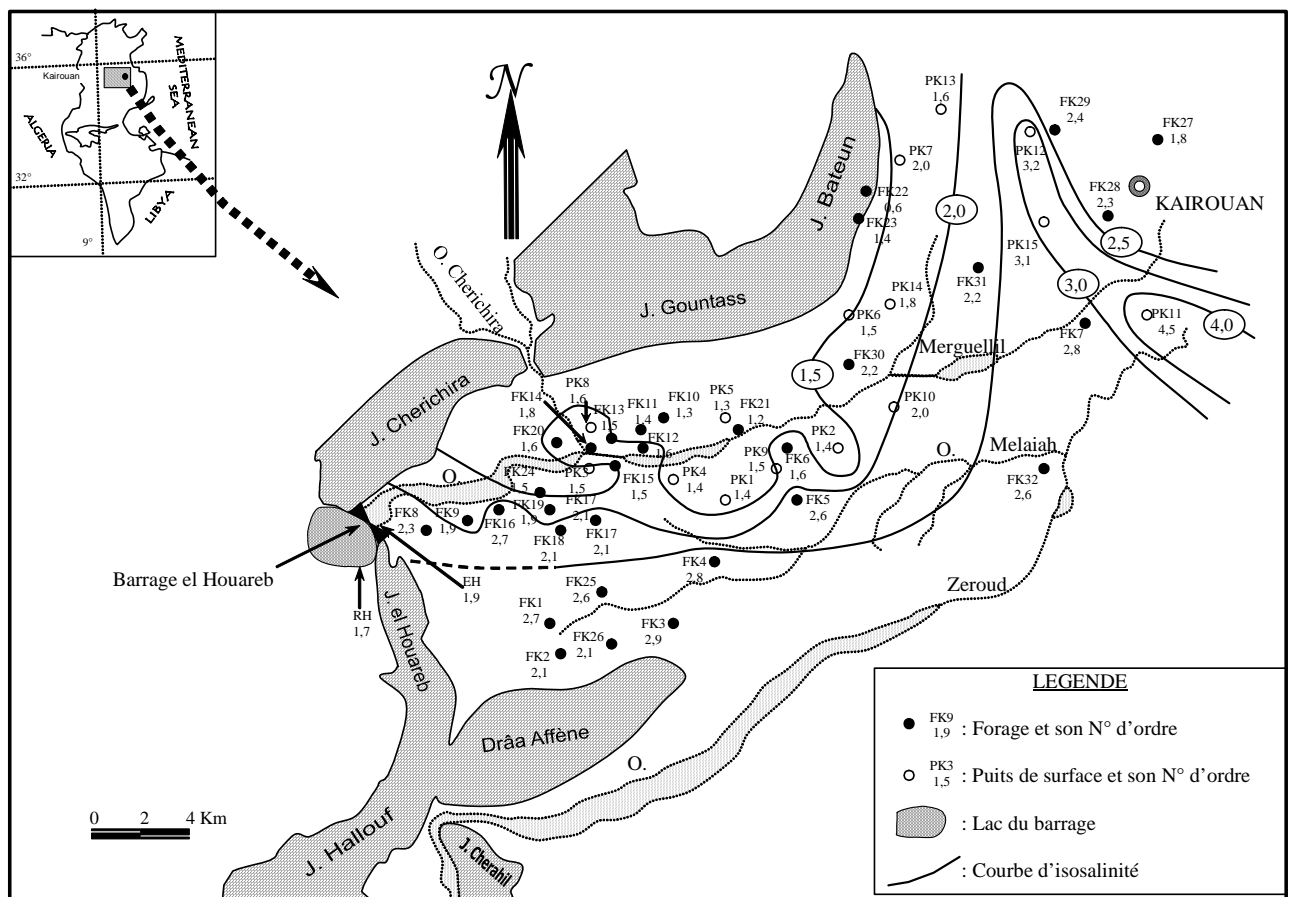 36°
Kairouan
MEDITERRANEAN
SEA
ALGERIA
32°
LIBYA
9°
N
O. Cherichira
J. Bateun
J. Gountass
J. Cherichira
PK13
1,6
PK7
2,0
FK22
0,6
FK23
1,4
2,0
FK29
2,4
PK12
3,2
FK27
1,8
FK28
2,3
KAIROUAN
PK15
3,1
2,5
FK31
2,2
3,0
PK14
1,8
PK6
1,5
PK11
4,5
4,0
FK7
2,8
Merguellil
FK30
2,2
1,5
PK8
1,6
FK14
1,8
FK13
1,5
FK11
1,4
FK10
1,3
PK5
1,3
FK21
1,2
PK10
2,0
FK20
1,6
FK12
1,6
PK2
1,4
Melaiah
O.
O.
FK24
1,5
PK3
1,5
FK15
1,5
PK4
1,4
PK9
1,5
FK6
1,6
PK1
1,4
FK32
2,6
FK8
2,3
FK9
1,9
FK16
2,7
FK19
1,9
FK17
2,1
FK18
2,1
FK17
2,1
FK5
2,6
Barrage el Houareb
EH
1,9
RH
1,7
J. el Houareb
FK4
2,8
Zeroud
FK25
2,6
FK1
2,7
FK3
2,9
FK26
2,1
FK2
2,1
Drâa Affène
O.
J. Hallouf
J. Cherahil
0 2 4 Km
LEGENDE
FK9
1,9 : Forage et son N° d'ordre
PK3
1,5 : Puits de surface et son N° d'ordre
: Lac du barrage
: Courbe d'isosalinité